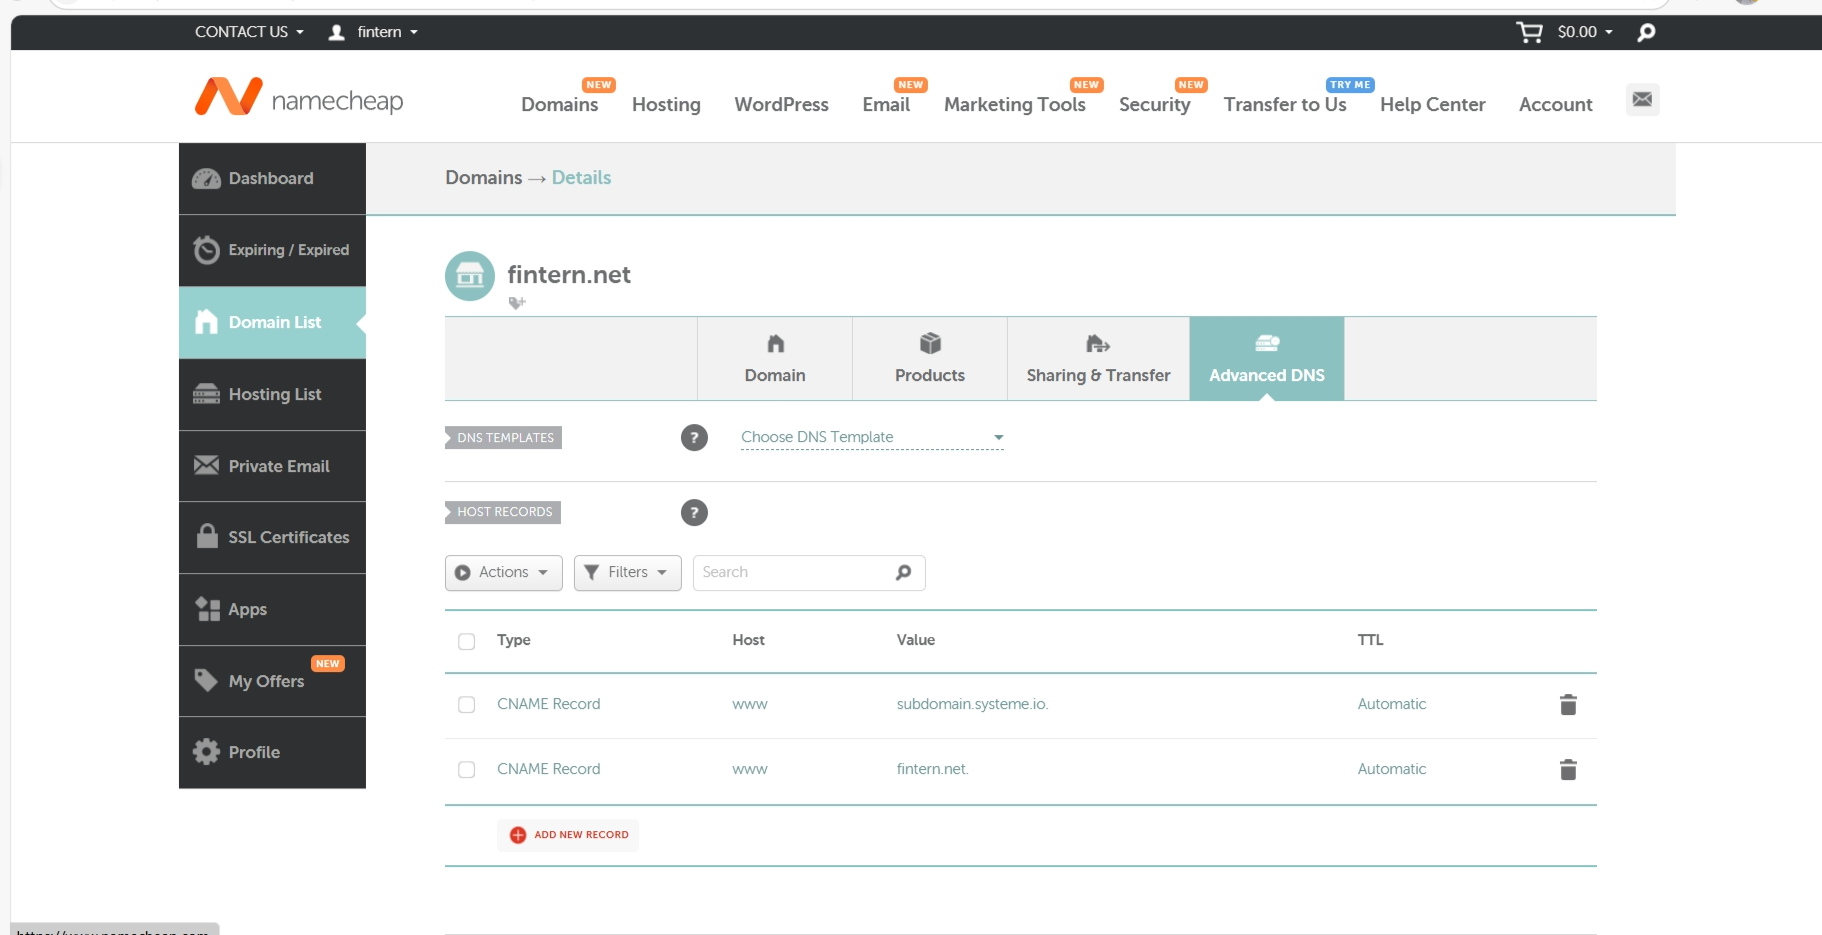 CONTACT US fintern $0.00
namecheap
NEW NEW NEW NEW TRY ME
Domains Hosting WordPress Email Marketing Tools Security Transfer to Us Help Center Account
Dashboard
Expiring / Expired
Domain List
Hosting List
Private Email
SSL Certificates
Apps
NEW
My Offers
Profile
Domains → Details
fintern.net
Domain Products Sharing & Transfer Advanced DNS
DNS TEMPLATES ? Choose DNS Template
HOST RECORDS ?
Actions Filters Search
Type Host Value TTL
CNAME Record www subdomain.systeme.io. Automatic
CNAME Record www fintern.net. Automatic
ADD NEW RECORD
https://www.namecheap.com